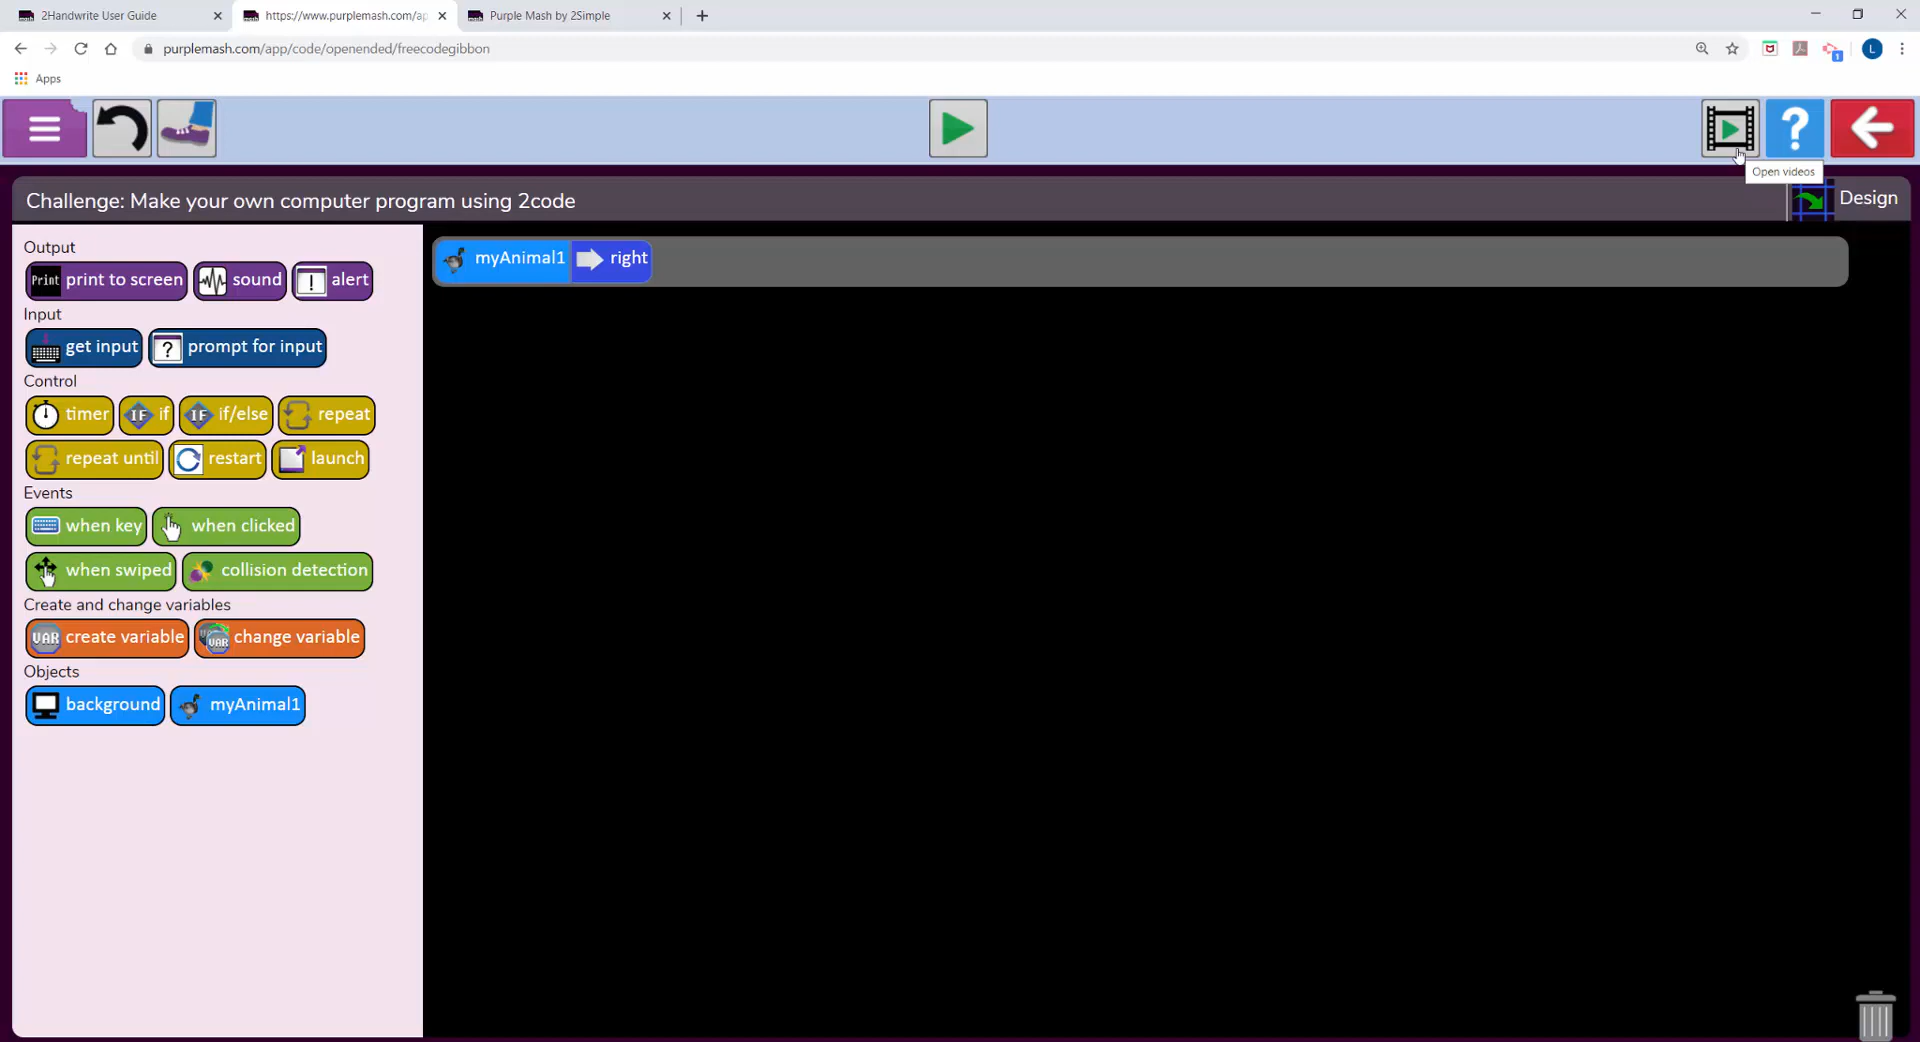 2Handwrite User Guide
https://www.purplemash.com/ap
Purple Mash by 2Simple
purplemash.com/app/code/openended/freecodegibbon
L
1
Apps
?
Open videos
Challenge: Make your own computer program using 2code
Design
Output
Print print to screen
sound
! alert
Input
get input
? prompt for input
Control
timer
IF if
IF if/else
repeat
repeat until
restart
launch
Events
when key
when clicked
when swiped
collision detection
Create and change variables
VAR create variable
VAR change variable
Objects
background
myAnimal1
myAnimal1 right